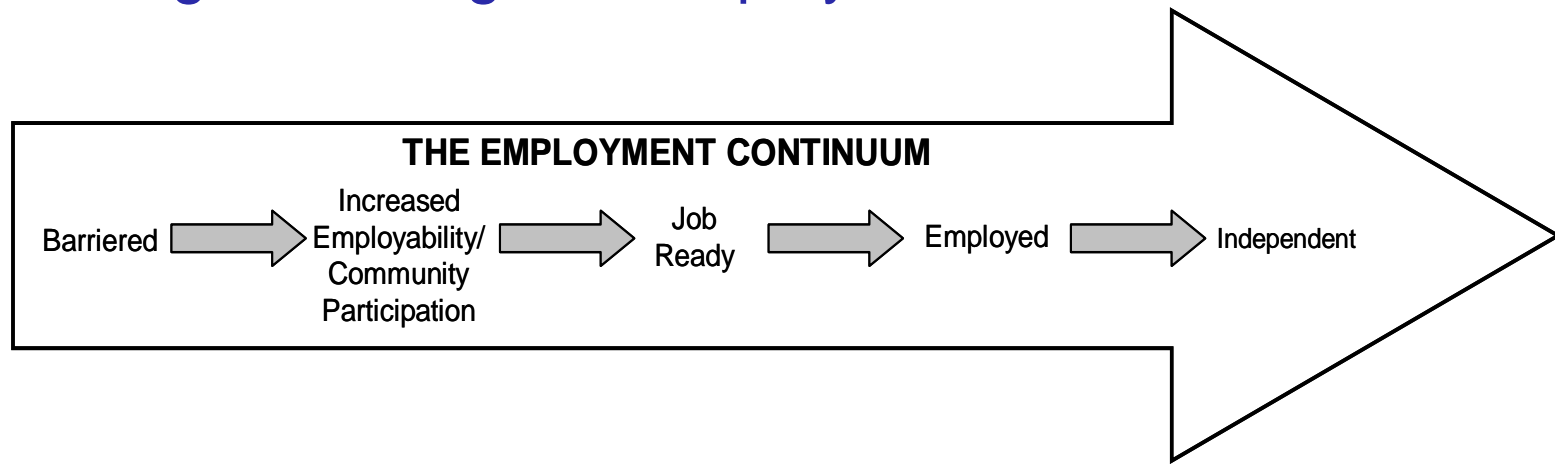 THE EMPLOYMENT CONTINUUM
Barriered
Increased
Employability/
Community
Participation
Job
Ready
Employed
Independent